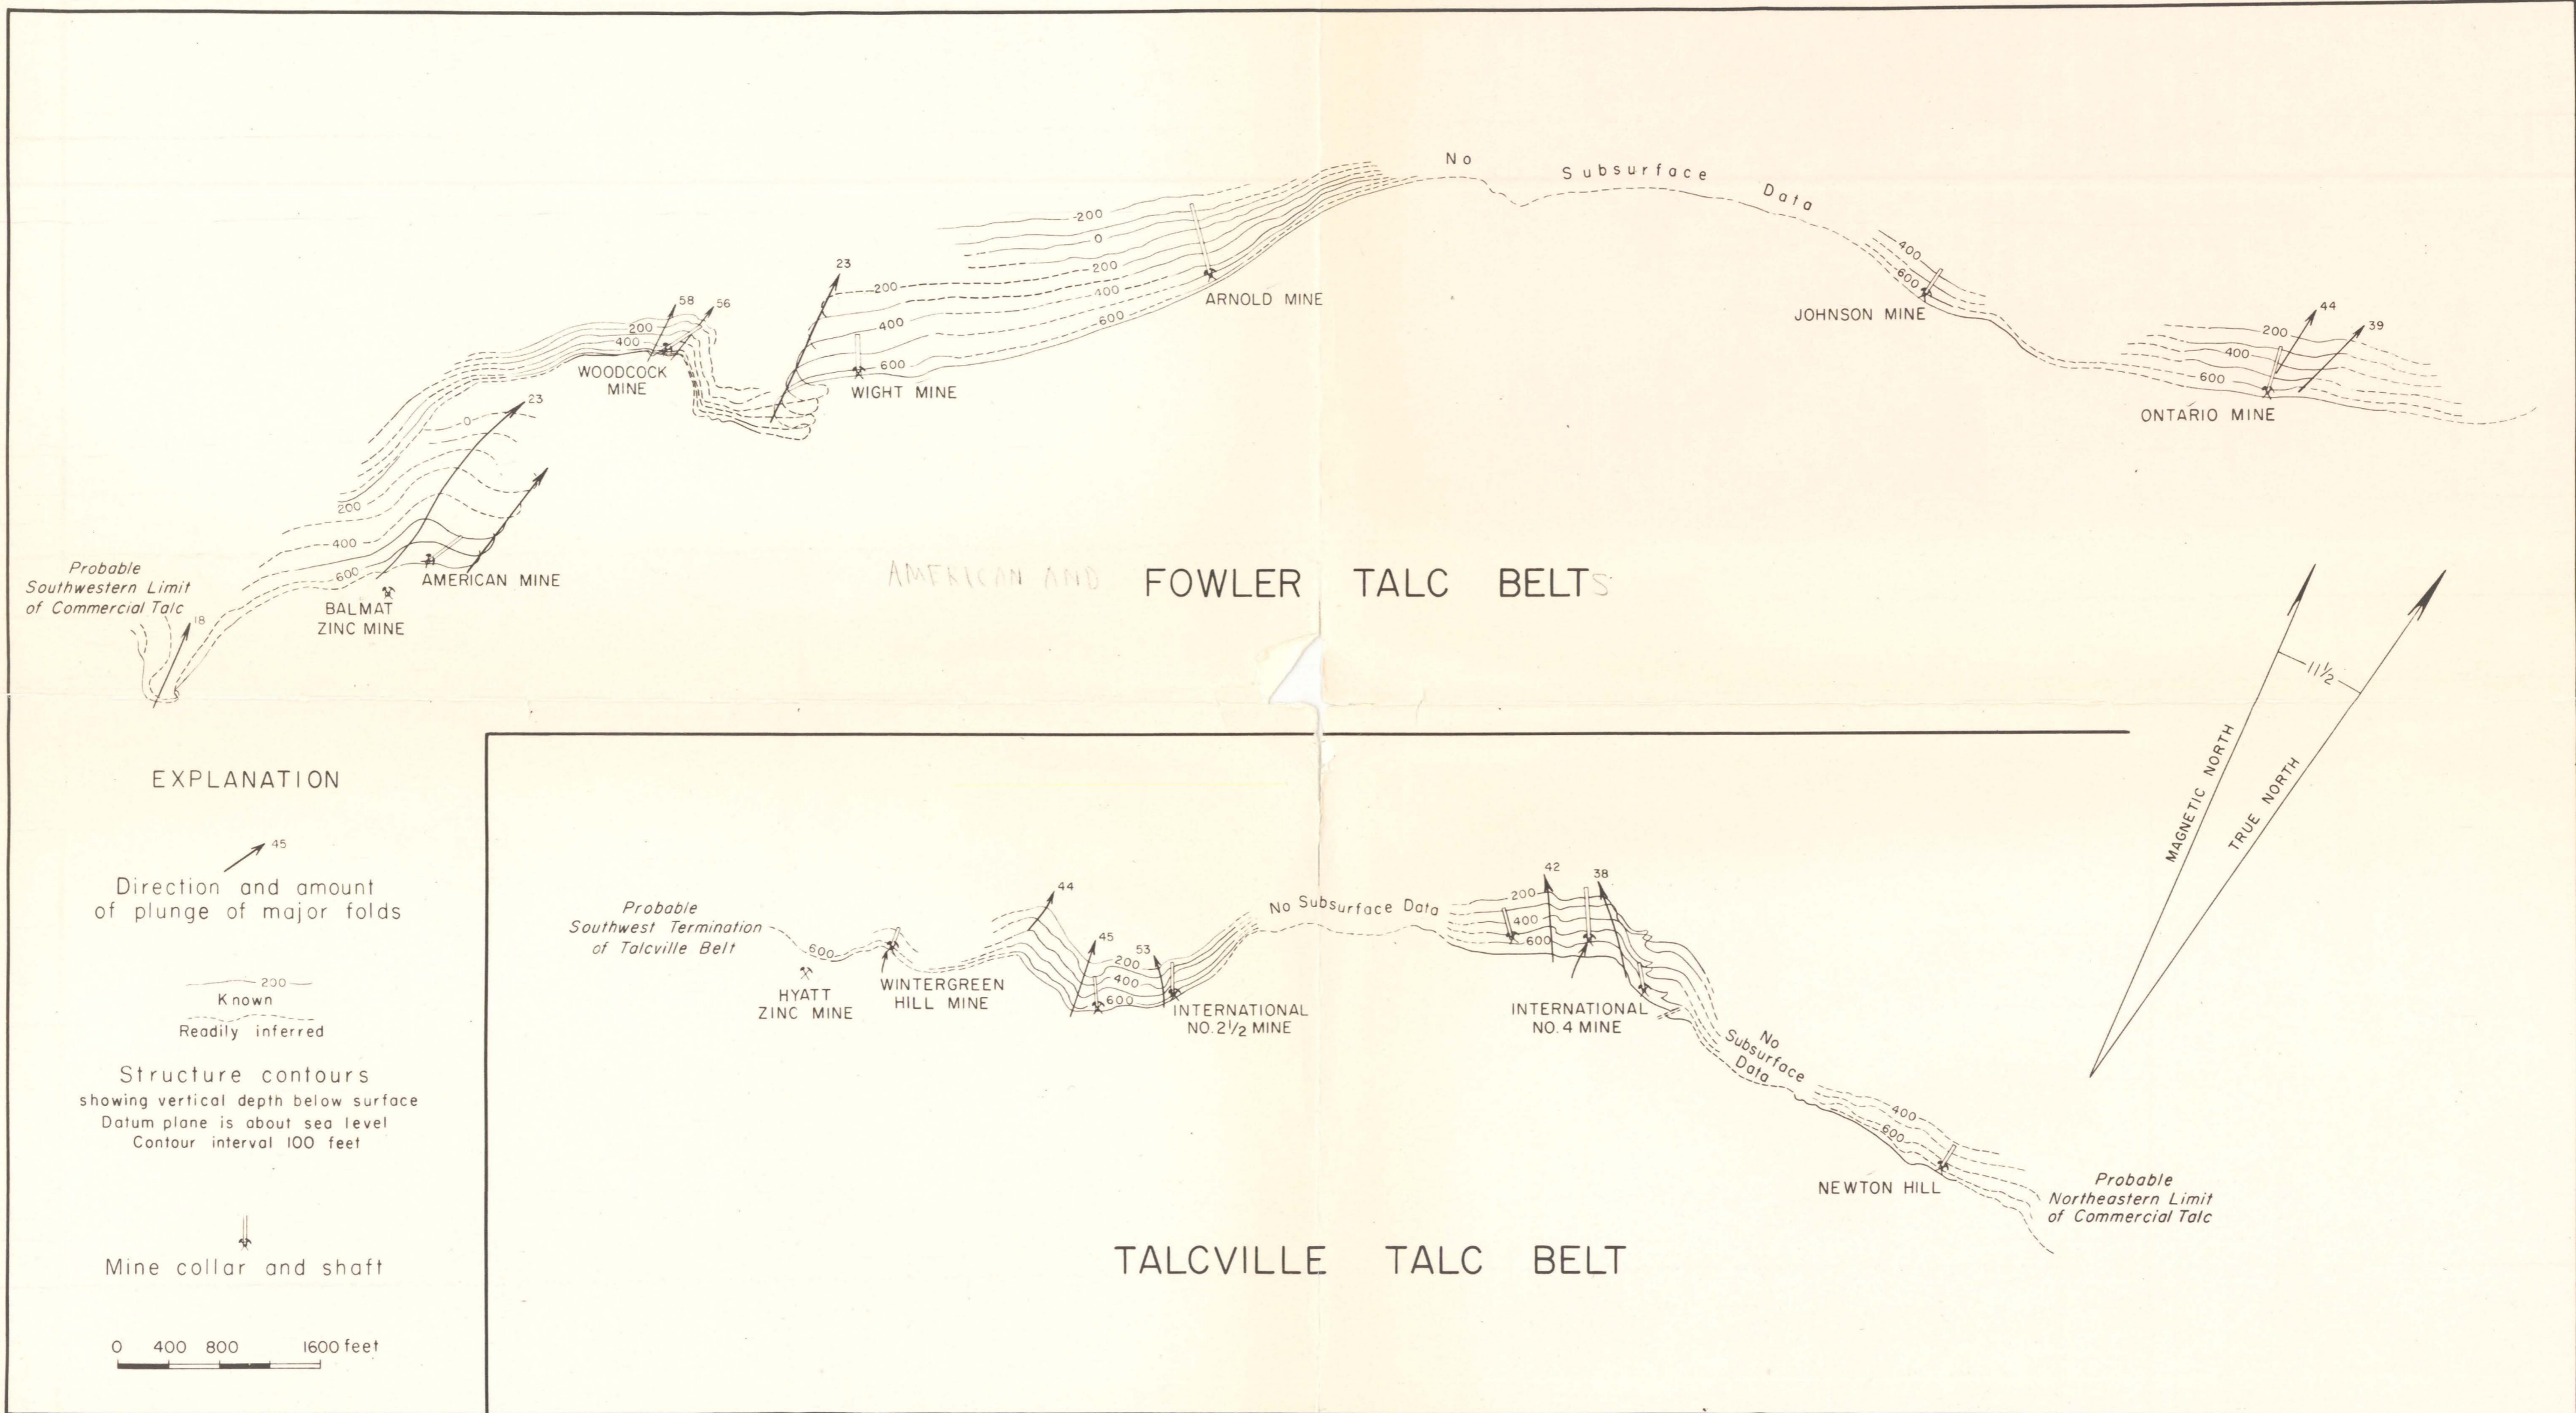 No Subsurface Data
-200
0
200
400
600
23
200
400
600
58
56
200
400
WOODCOCK
MINE
WIGHT MINE
ARNOLD MINE
400
600
JOHNSON MINE
44
39
200
400
600
ONTARIO MINE
23
0
200
400
600
AMERICAN MINE
BALMAT
ZINC MINE
Probable
Southwestern Limit
of Commercial Talc
18
AMERICAN AND FOWLER TALC BELTS
11½
MAGNETIC NORTH
TRUE NORTH
EXPLANATION
45
Direction and amount
of plunge of major folds
200
Known
Readily inferred
Structure contours
showing vertical depth below surface
Datum plane is about sea level
Contour interval 100 feet
Mine collar and shaft
0 400 800 1600 feet
Probable
Southwest Termination
of Talcville Belt
600
HYATT
ZINC MINE
WINTERGREEN
HILL MINE
44
45
53
200
400
600
INTERNATIONAL
NO. 2½ MINE
No Subsurface Data
42
38
200
400
600
INTERNATIONAL
NO. 4 MINE
No
Subsurface
Data
400
600
NEWTON HILL
Probable
Northeastern Limit
of Commercial Talc
TALCVILLE TALC BELT